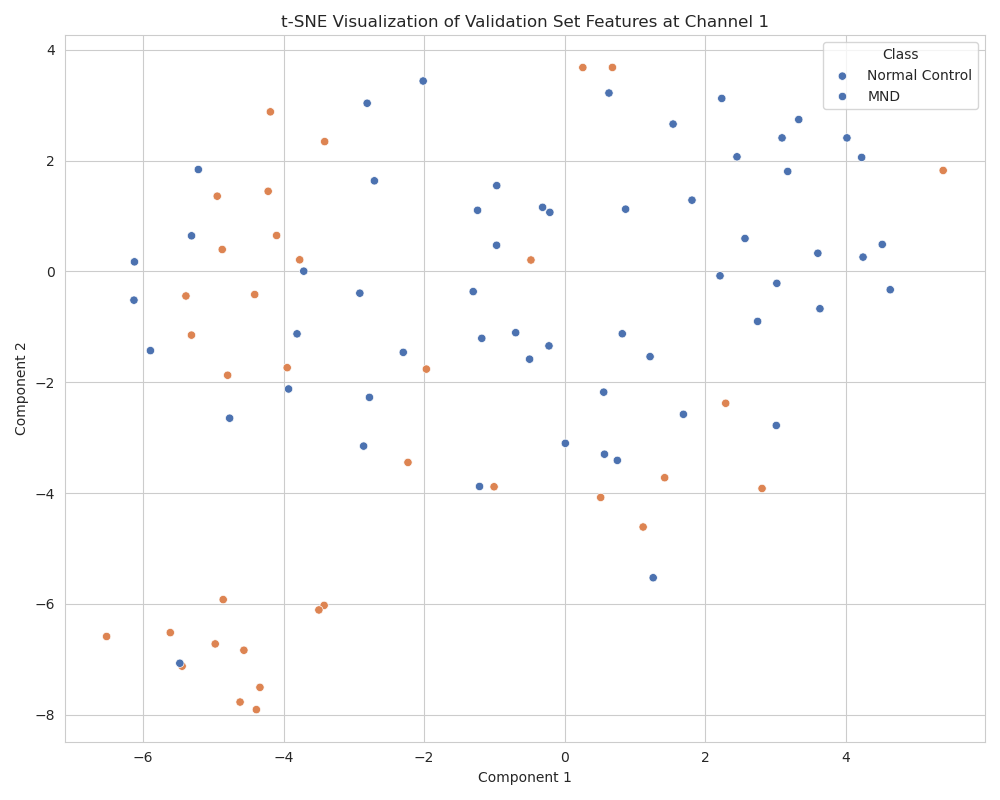 t-SNE Visualization of Validation Set Features at Channel 1
Class
Normal Control
MND
4
2
0
−2
−4
−6
−8
Component 2
−6
−4
−2
0
2
4
Component 1